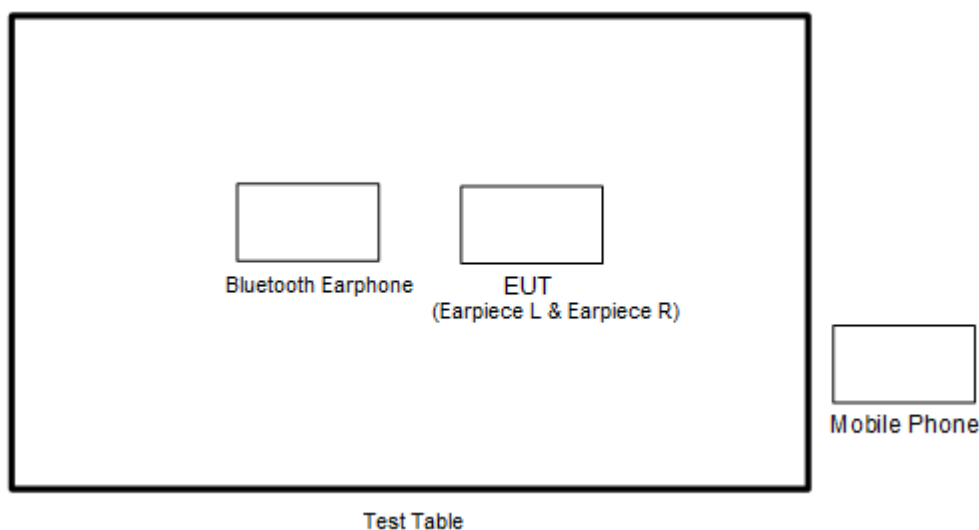 Bluetooth Earphone
EUT
(Earpiece L & Earpiece R)
Mobile Phone
Test Table